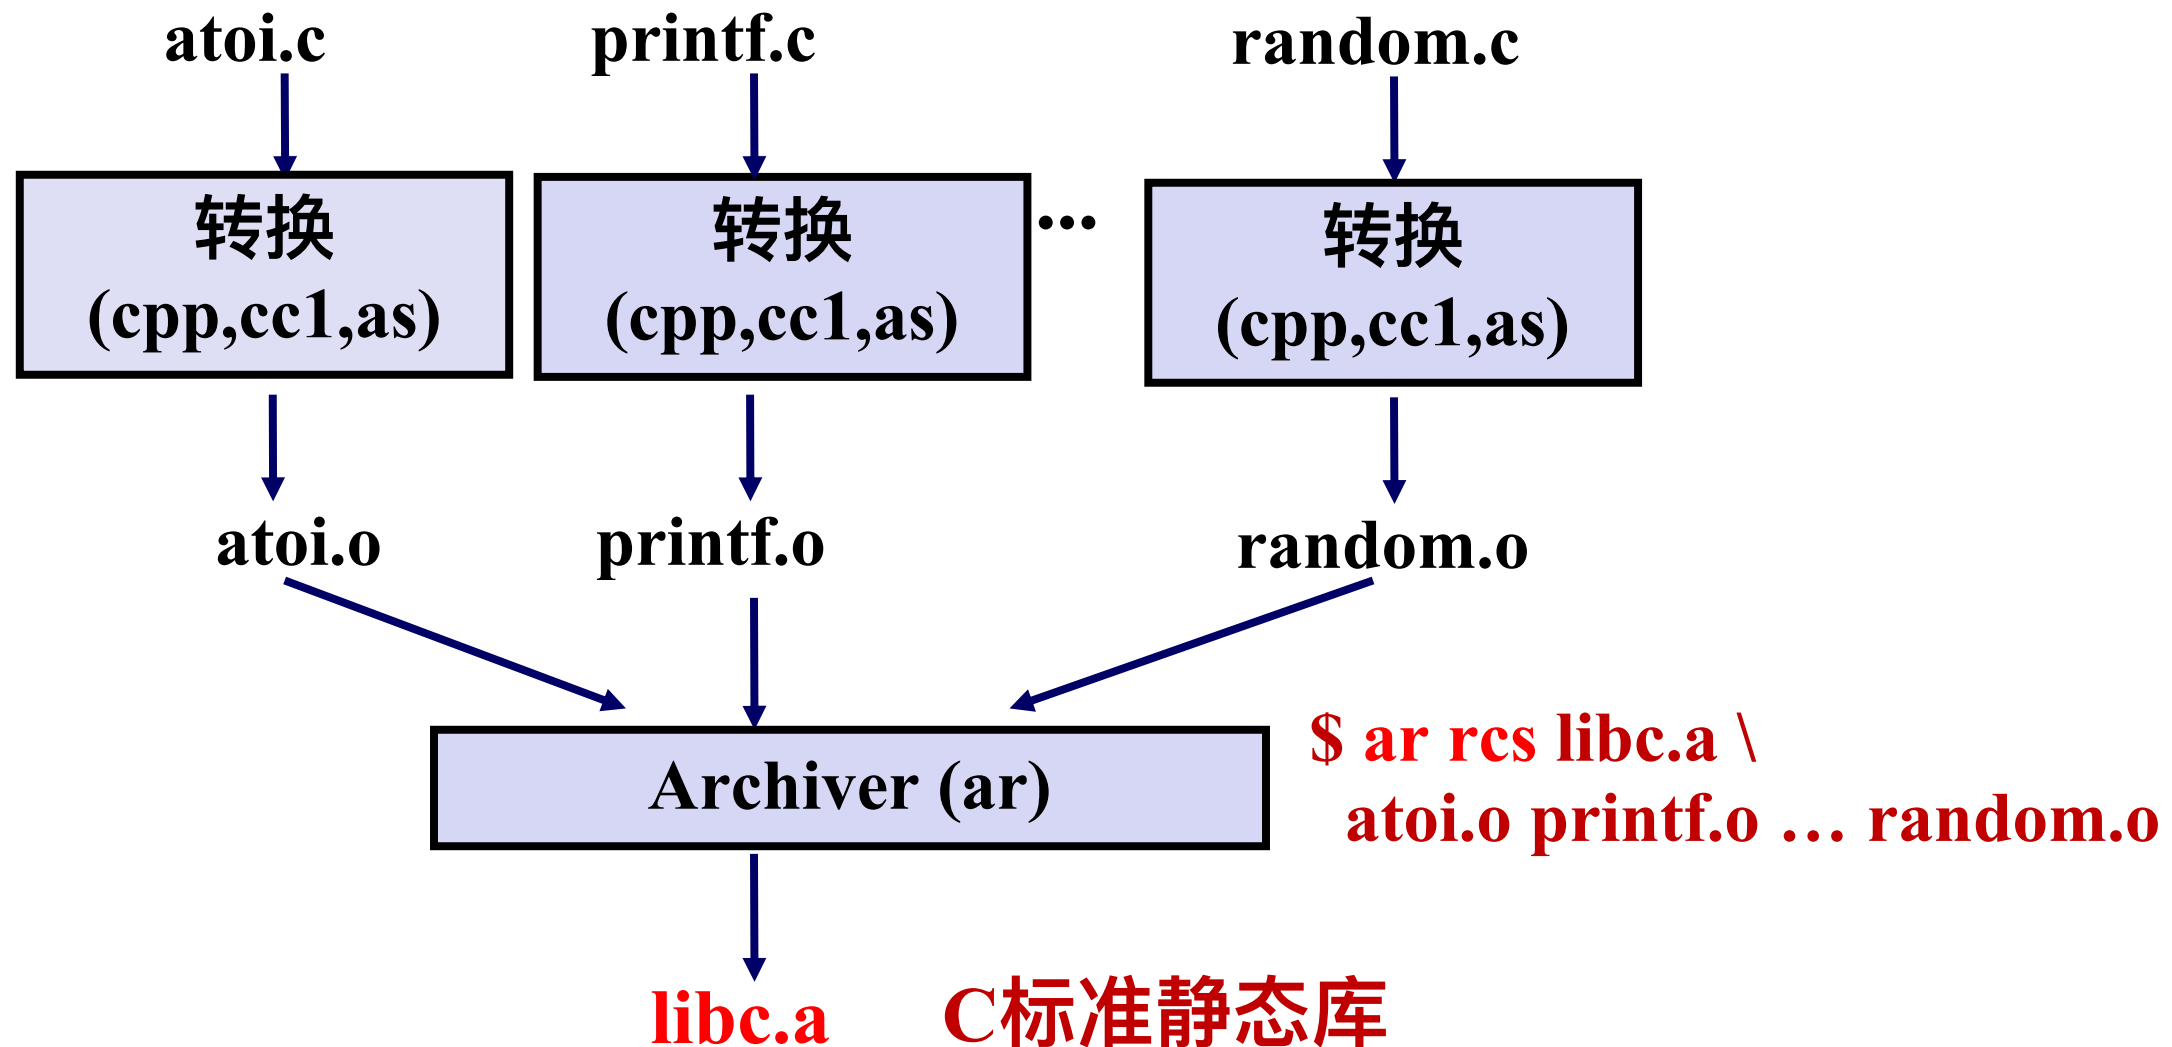 atoi.c
printf.c
random.c
转换
(cpp,cc1,as)
转换
(cpp,cc1,as)
...
转换
(cpp,cc1,as)
atoi.o
printf.o
random.o
Archiver (ar)
$ ar rcs libc.a \
atoi.o printf.o … random.o
libc.a
C标准静态库